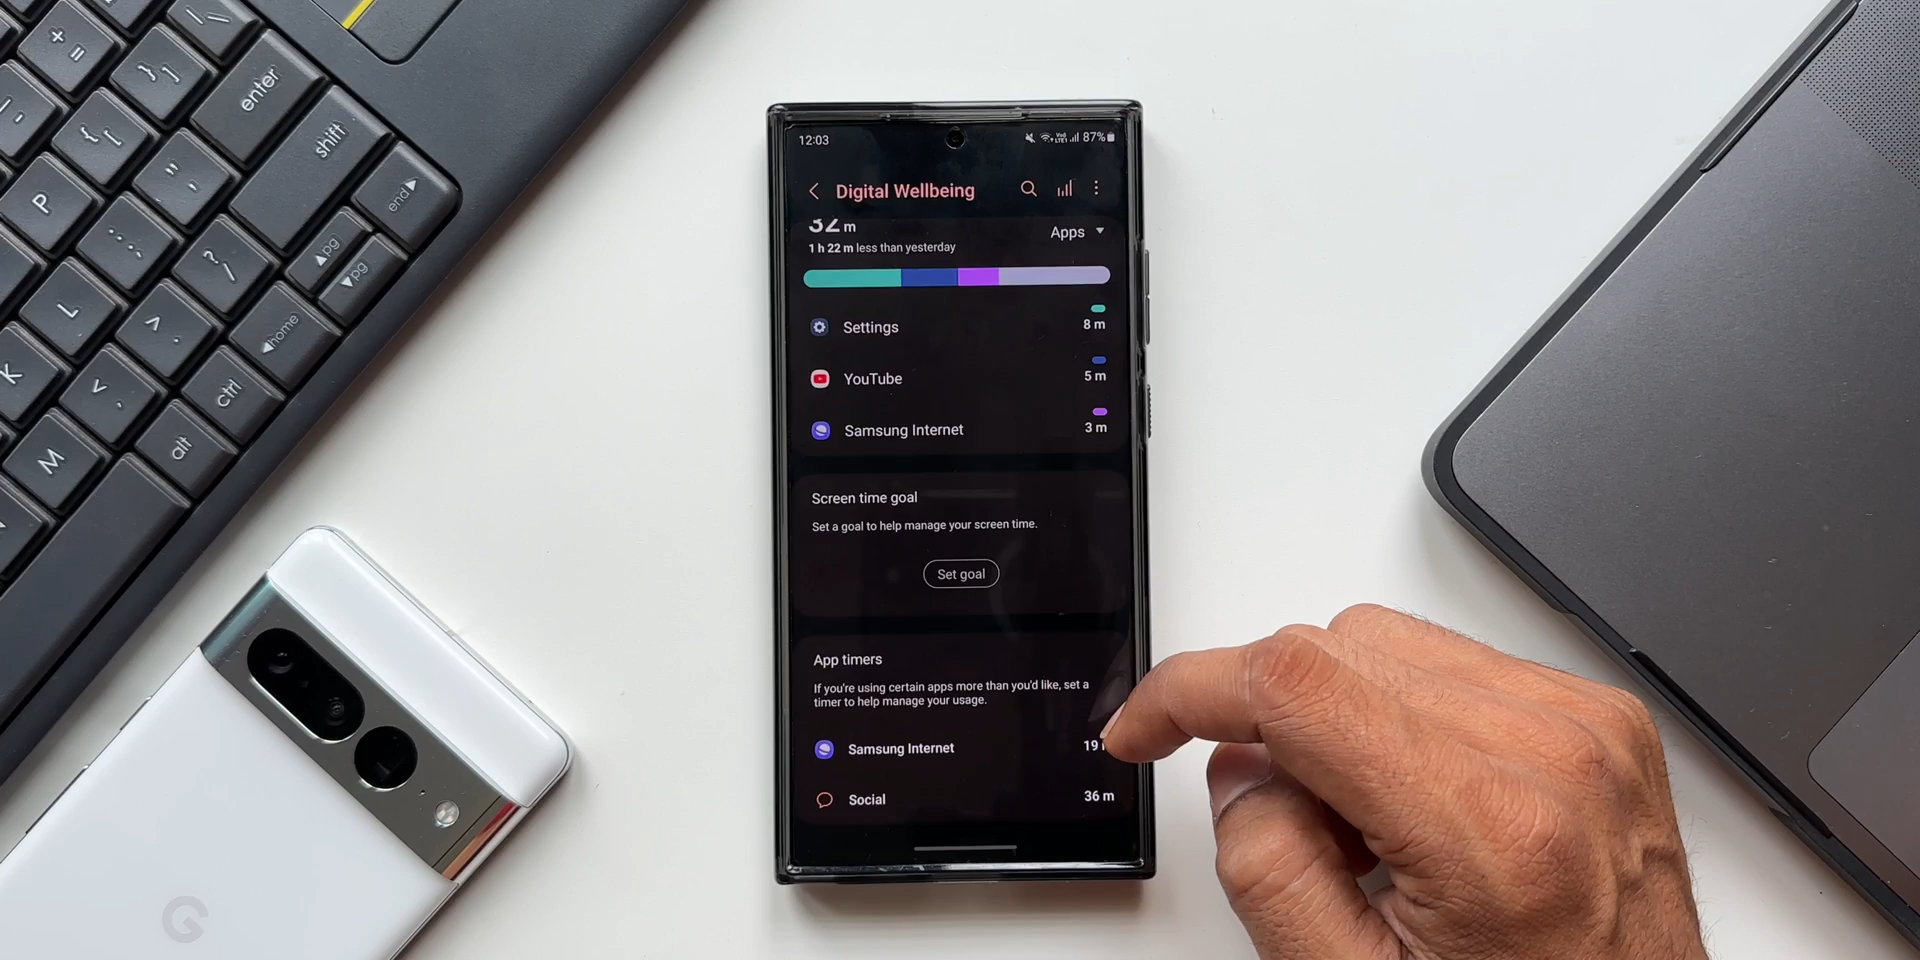 12:03
87%
Digital Wellbeing
32 m
Apps
1 h 22 m less than yesterday
Settings
8 m
YouTube
5 m
Samsung Internet
3 m
Screen time goal
Set a goal to help manage your screen time.
Set goal
App timers
If you're using certain apps more than you'd like, set a
timer to help manage your usage.
Samsung Internet
19
Social
36 m
+ =
} ]
enter
{ [
shift
P
" '
end
: ;
? /
pg
pg
L
> .
home
K
< ,
ctrl
M
alt
G